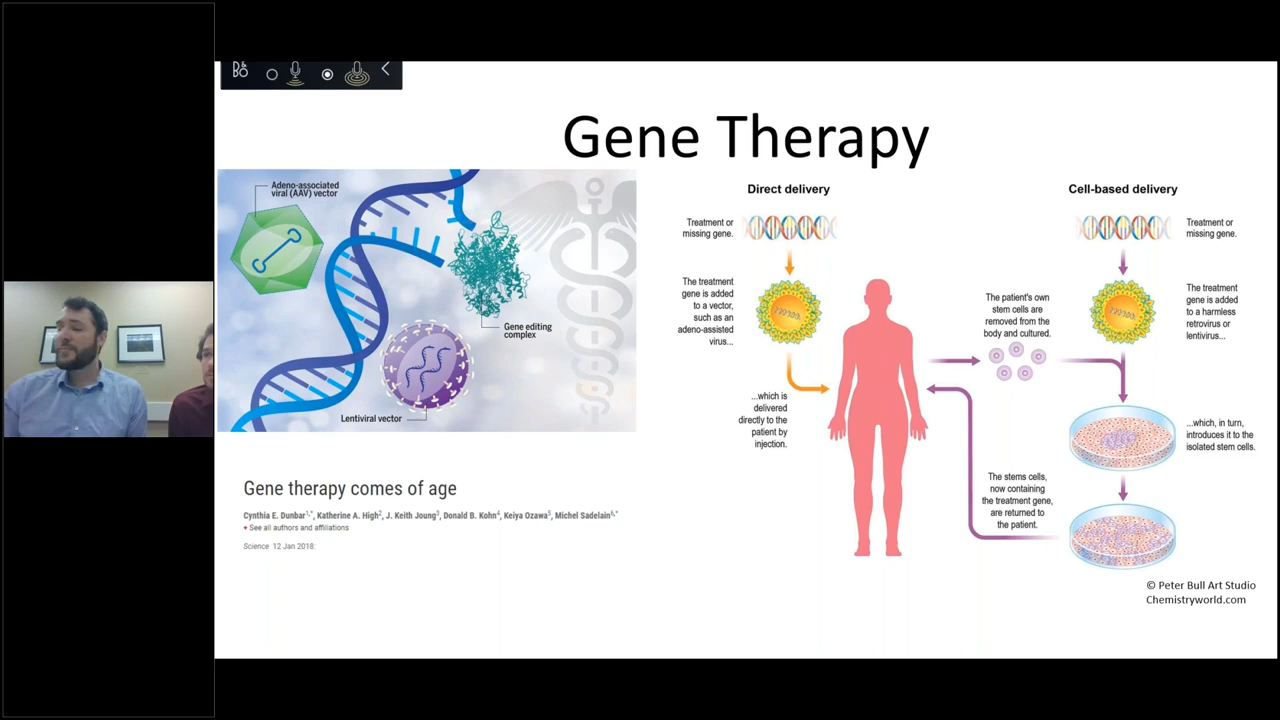 Gene Therapy
Adeno-associated
viral (AAV) vector
Gene editing
complex
Lentiviral vector
Gene therapy comes of age
Cynthia E. Dunbar1,*, Katherine A. High2, J. Keith Joung3, Donald B. Kohn4, Keiya Ozawa5, Michel Sadelain6,*
+ See all authors and affiliations
Science 12 Jan 2018:
Direct delivery
Treatment or
missing gene.
The treatment
gene is added
to a vector,
such as an
adeno-assisted
virus...
...which is
delivered
directly to the
patient by
injection.
Cell-based delivery
Treatment or
missing gene.
The treatment
gene is added
to a harmless
retrovirus or
lentivirus...
The patient's own
stem cells are
removed from the
body and cultured.
...which, in turn,
introduces it to the
isolated stem cells.
The stems cells,
now containing
the treatment gene,
are returned to
the patient.
© Peter Bull Art Studio
Chemistryworld.com